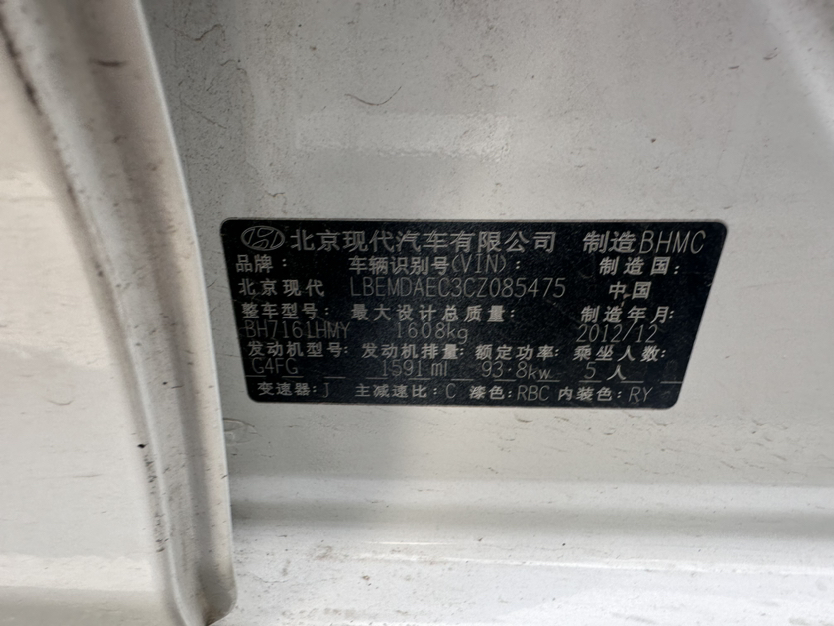 北京现代汽车有限公司 制造BHMC
品牌: 车辆识别号(VIN): 制造国:
北京现代 LBEMDAEC3CZ085475 中国
整车型号: 最大设计总质量: 制造年月:
BH7161HMY 1608kg 2012/12
发动机型号: 发动机排量: 额定功率: 乘坐人数:
G4FG 1591ml 93.8kw 5人
变速器:J 主减速比:C 漆色:RBC 内装色:RY